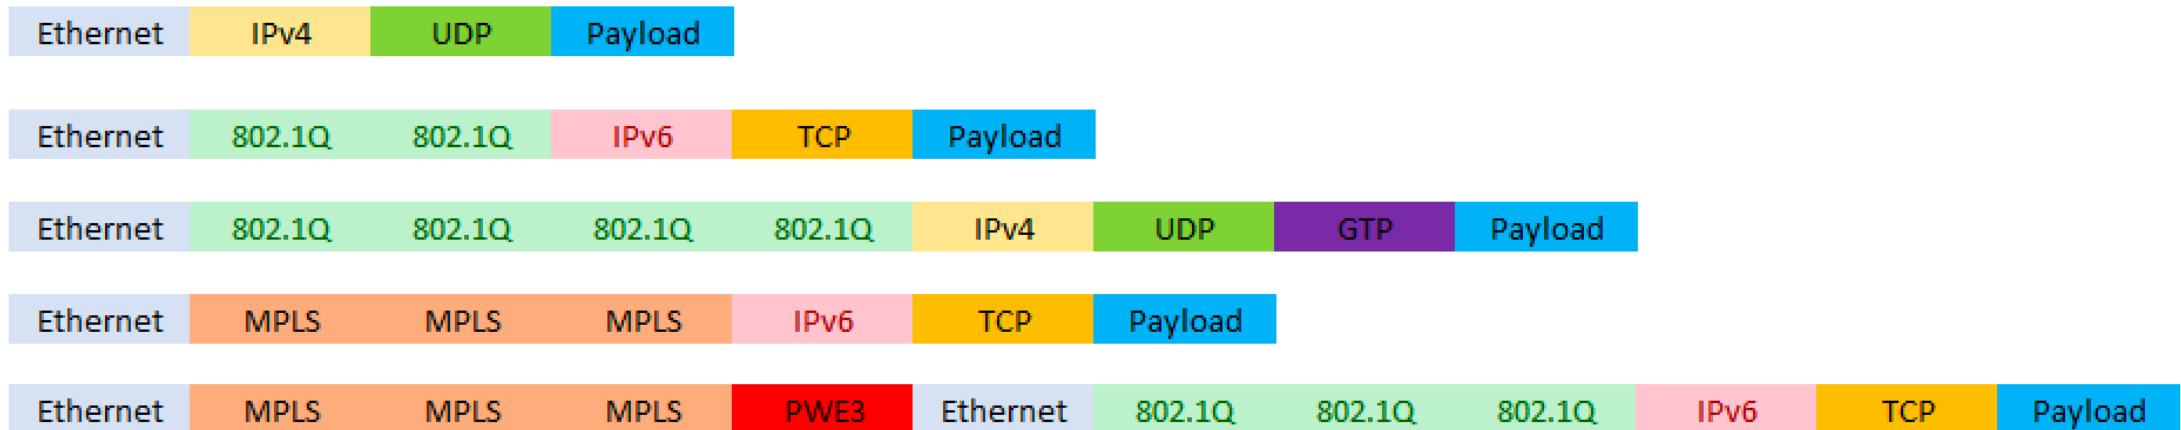 Ethernet IPv4 UDP Payload
Ethernet 802.1Q 802.1Q IPv6 TCP Payload
Ethernet 802.1Q 802.1Q 802.1Q 802.1Q IPv4 UDP GTP Payload
Ethernet MPLS MPLS MPLS IPv6 TCP Payload
Ethernet MPLS MPLS MPLS PWE3 Ethernet 802.1Q 802.1Q 802.1Q IPv6 TCP Payload